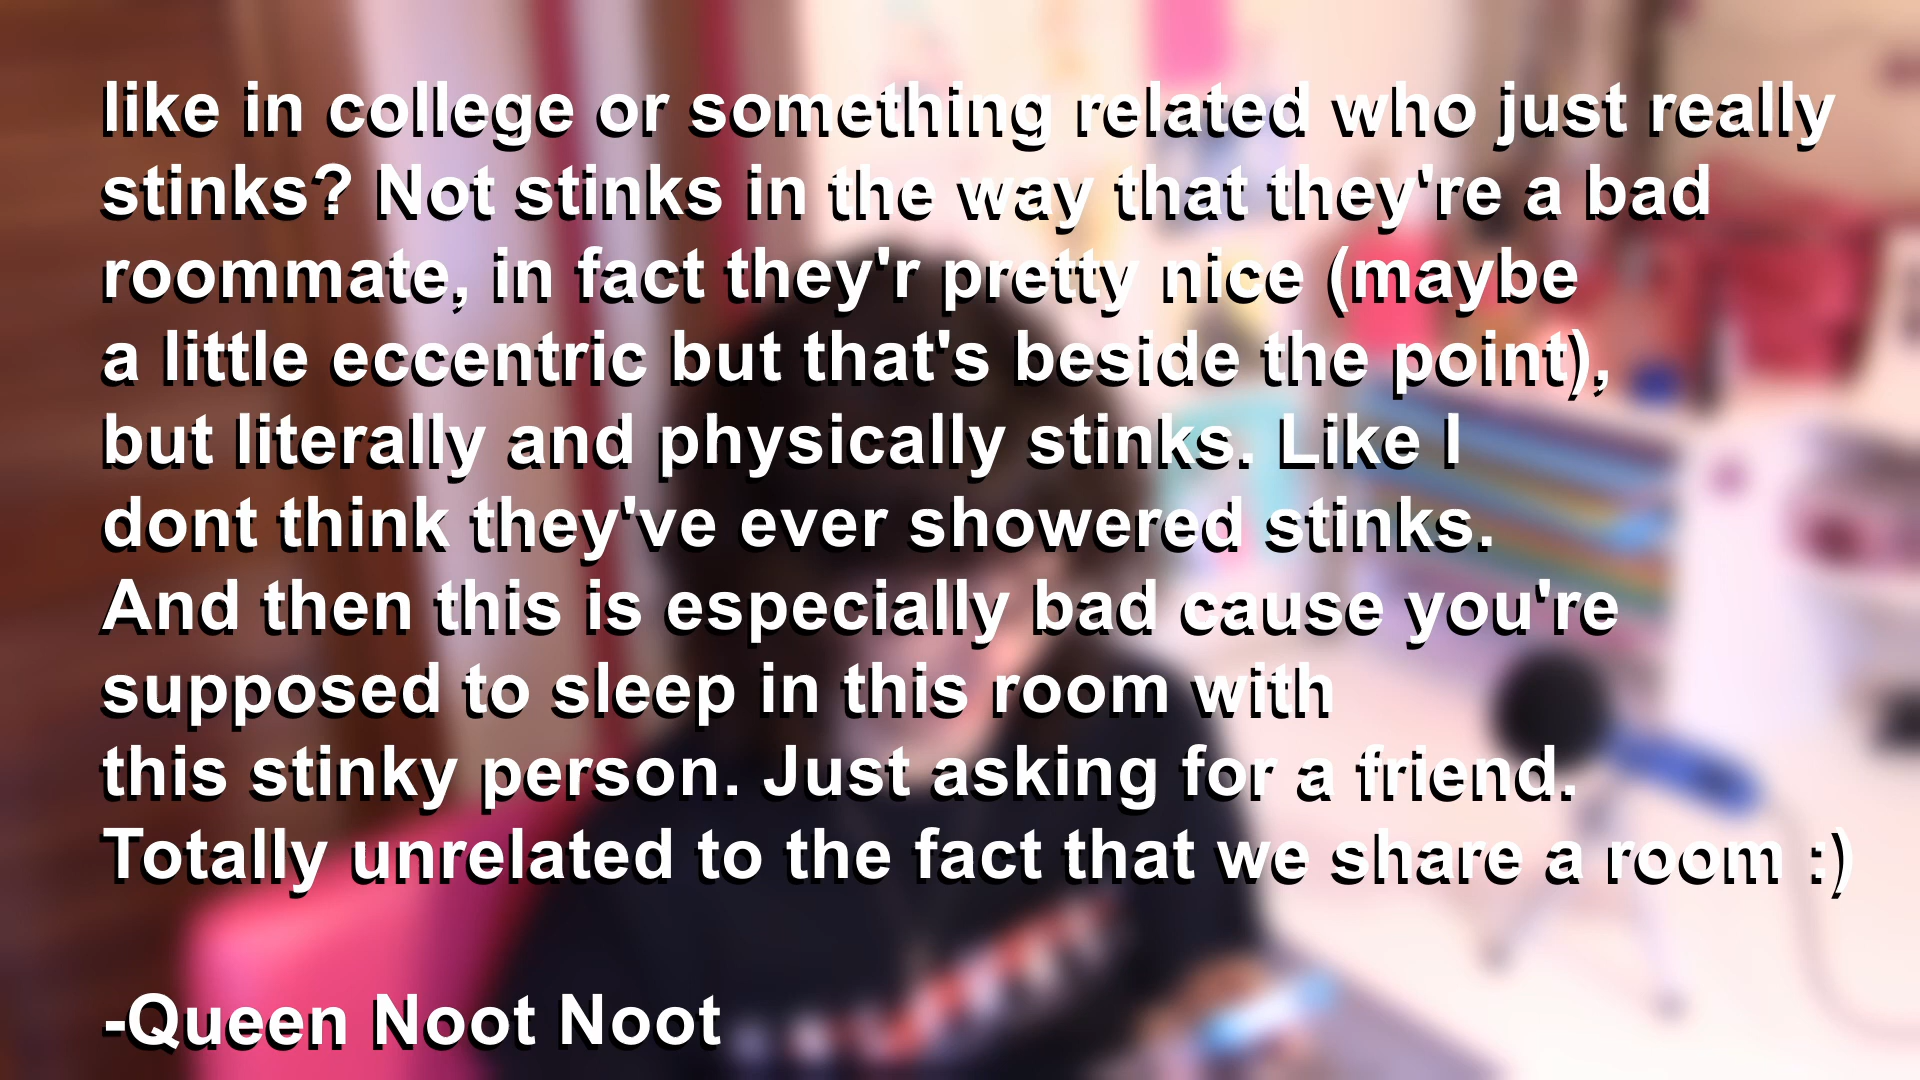 like in college or something related who just really
stinks? Not stinks in the way that they're a bad
roommate, in fact they'r pretty nice (maybe
a little eccentric but that's beside the point),
but literally and physically stinks. Like I
dont think they've ever showered stinks.
And then this is especially bad cause you're
supposed to sleep in this room with
this stinky person. Just asking for a friend.
Totally unrelated to the fact that we share a room :)
-Queen Noot Noot